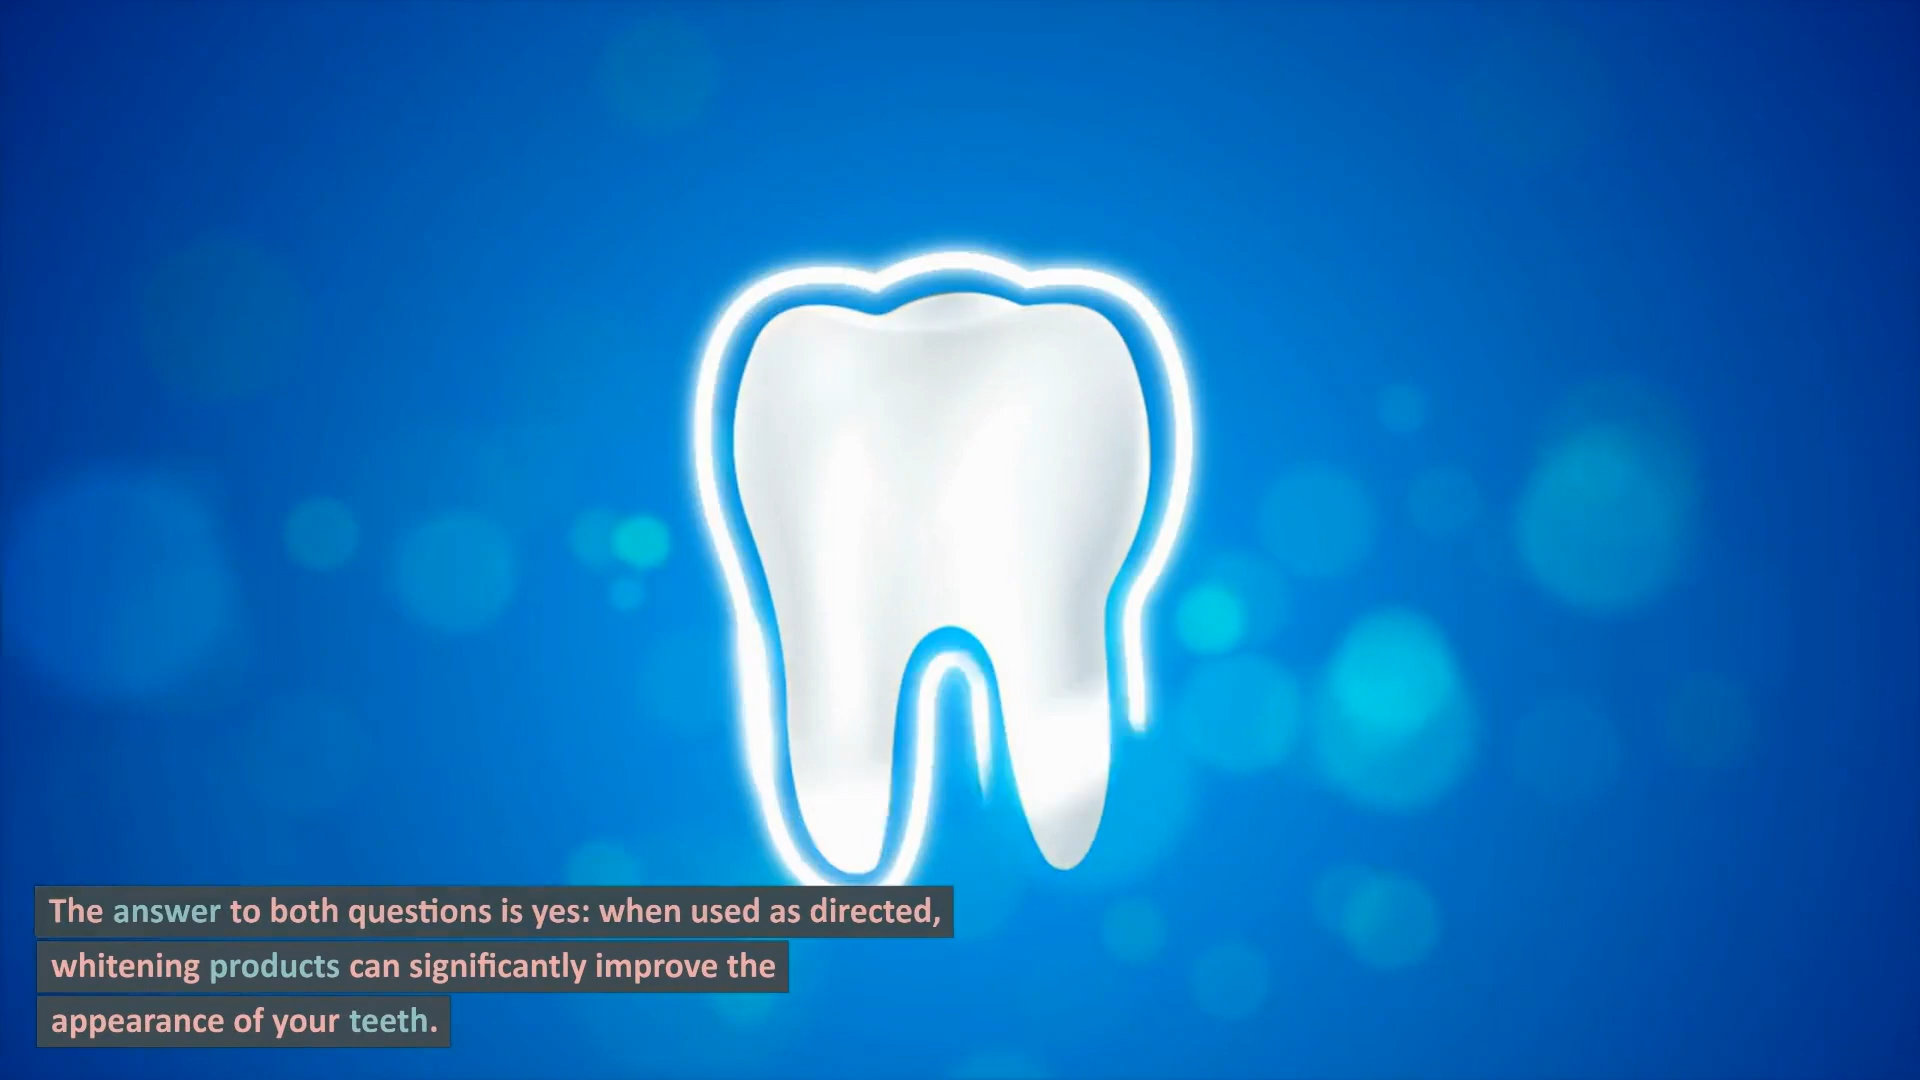 The answer to both questions is yes: when used as directed,
whitening products can significantly improve the
appearance of your teeth.